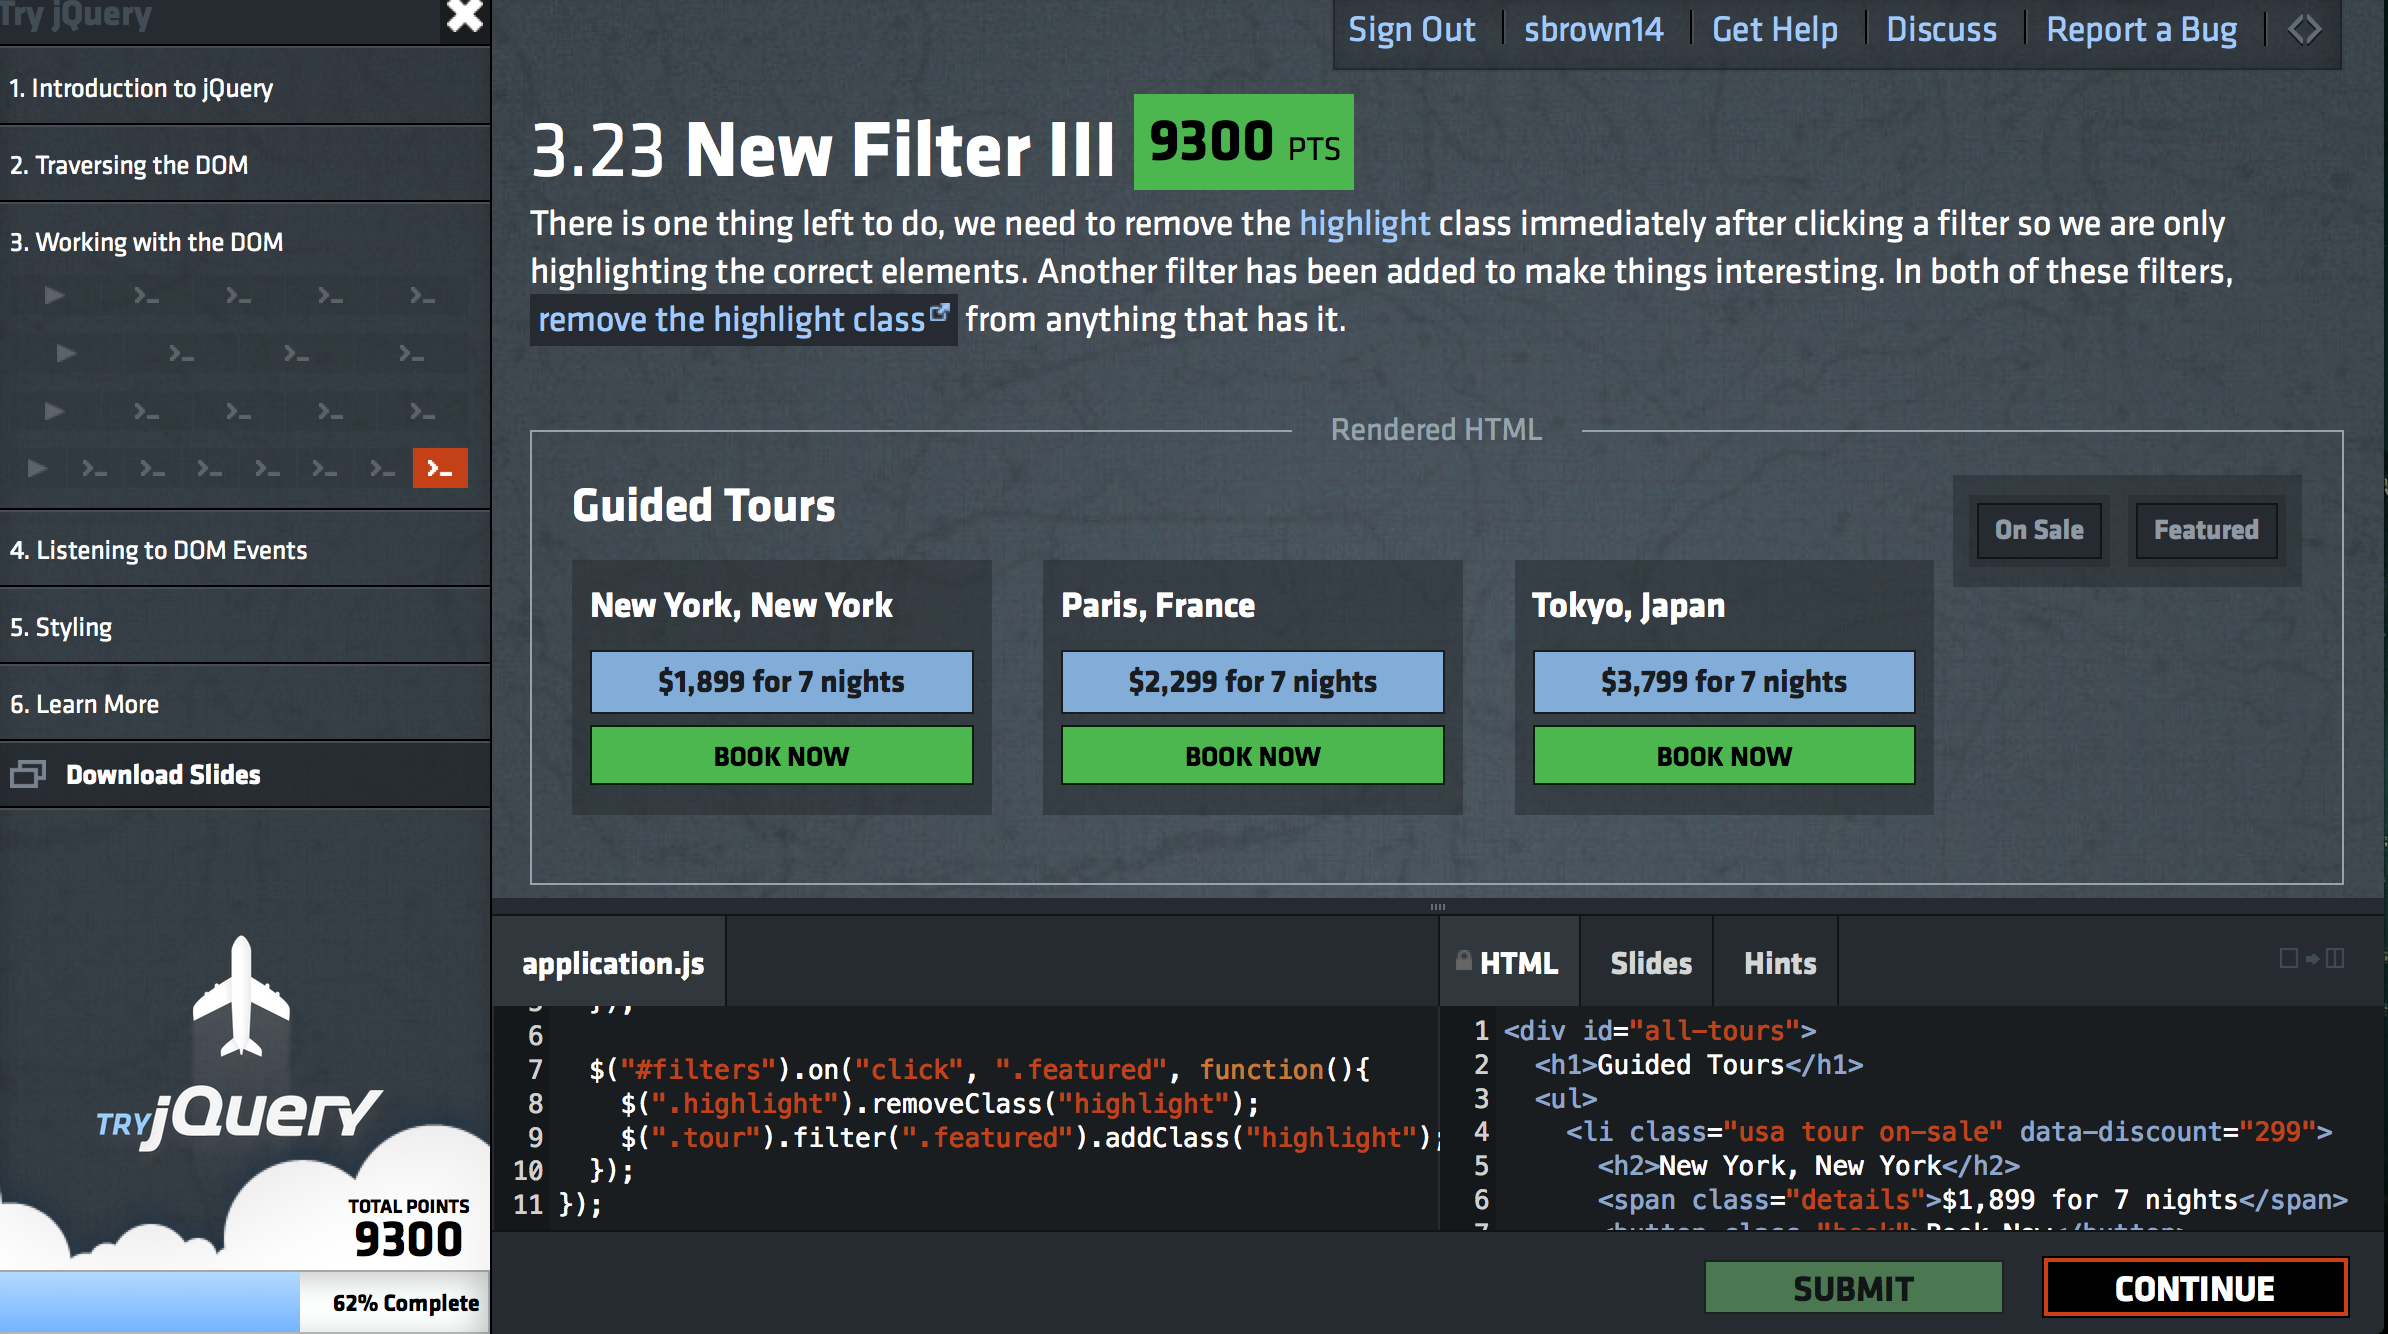 Try jQuery
1. Introduction to jQuery
2. Traversing the DOM
3. Working with the DOM
4. Listening to DOM Events
5. Styling
6. Learn More
Download Slides
TRY jQuery
TOTAL POINTS
9300
62% Complete
Sign Out sbrown14 Get Help Discuss Report a Bug
3.23 New Filter III 9300 PTS
There is one thing left to do, we need to remove the highlight class immediately after clicking a filter so we are only
highlighting the correct elements. Another filter has been added to make things interesting. In both of these filters,
remove the highlight class from anything that has it.
Rendered HTML
Guided Tours
On Sale Featured
New York, New York
$1,899 for 7 nights
BOOK NOW
Paris, France
$2,299 for 7 nights
BOOK NOW
Tokyo, Japan
$3,799 for 7 nights
BOOK NOW
application.js
5 });
6
7 $("#filters").on("click", ".featured", function(){
8 $(".highlight").removeClass("highlight");
9 $(".tour").filter(".featured").addClass("highlight");
10 });
11 });
HTML Slides Hints
1 <div id="all-tours">
2 <h1>Guided Tours</h1>
3 <ul>
4 <li class="usa tour on-sale" data-discount="299">
5 <h2>New York, New York</h2>
6 <span class="details">$1,899 for 7 nights</span>
7 <button class="book">Book Now</button>
SUBMIT CONTINUE